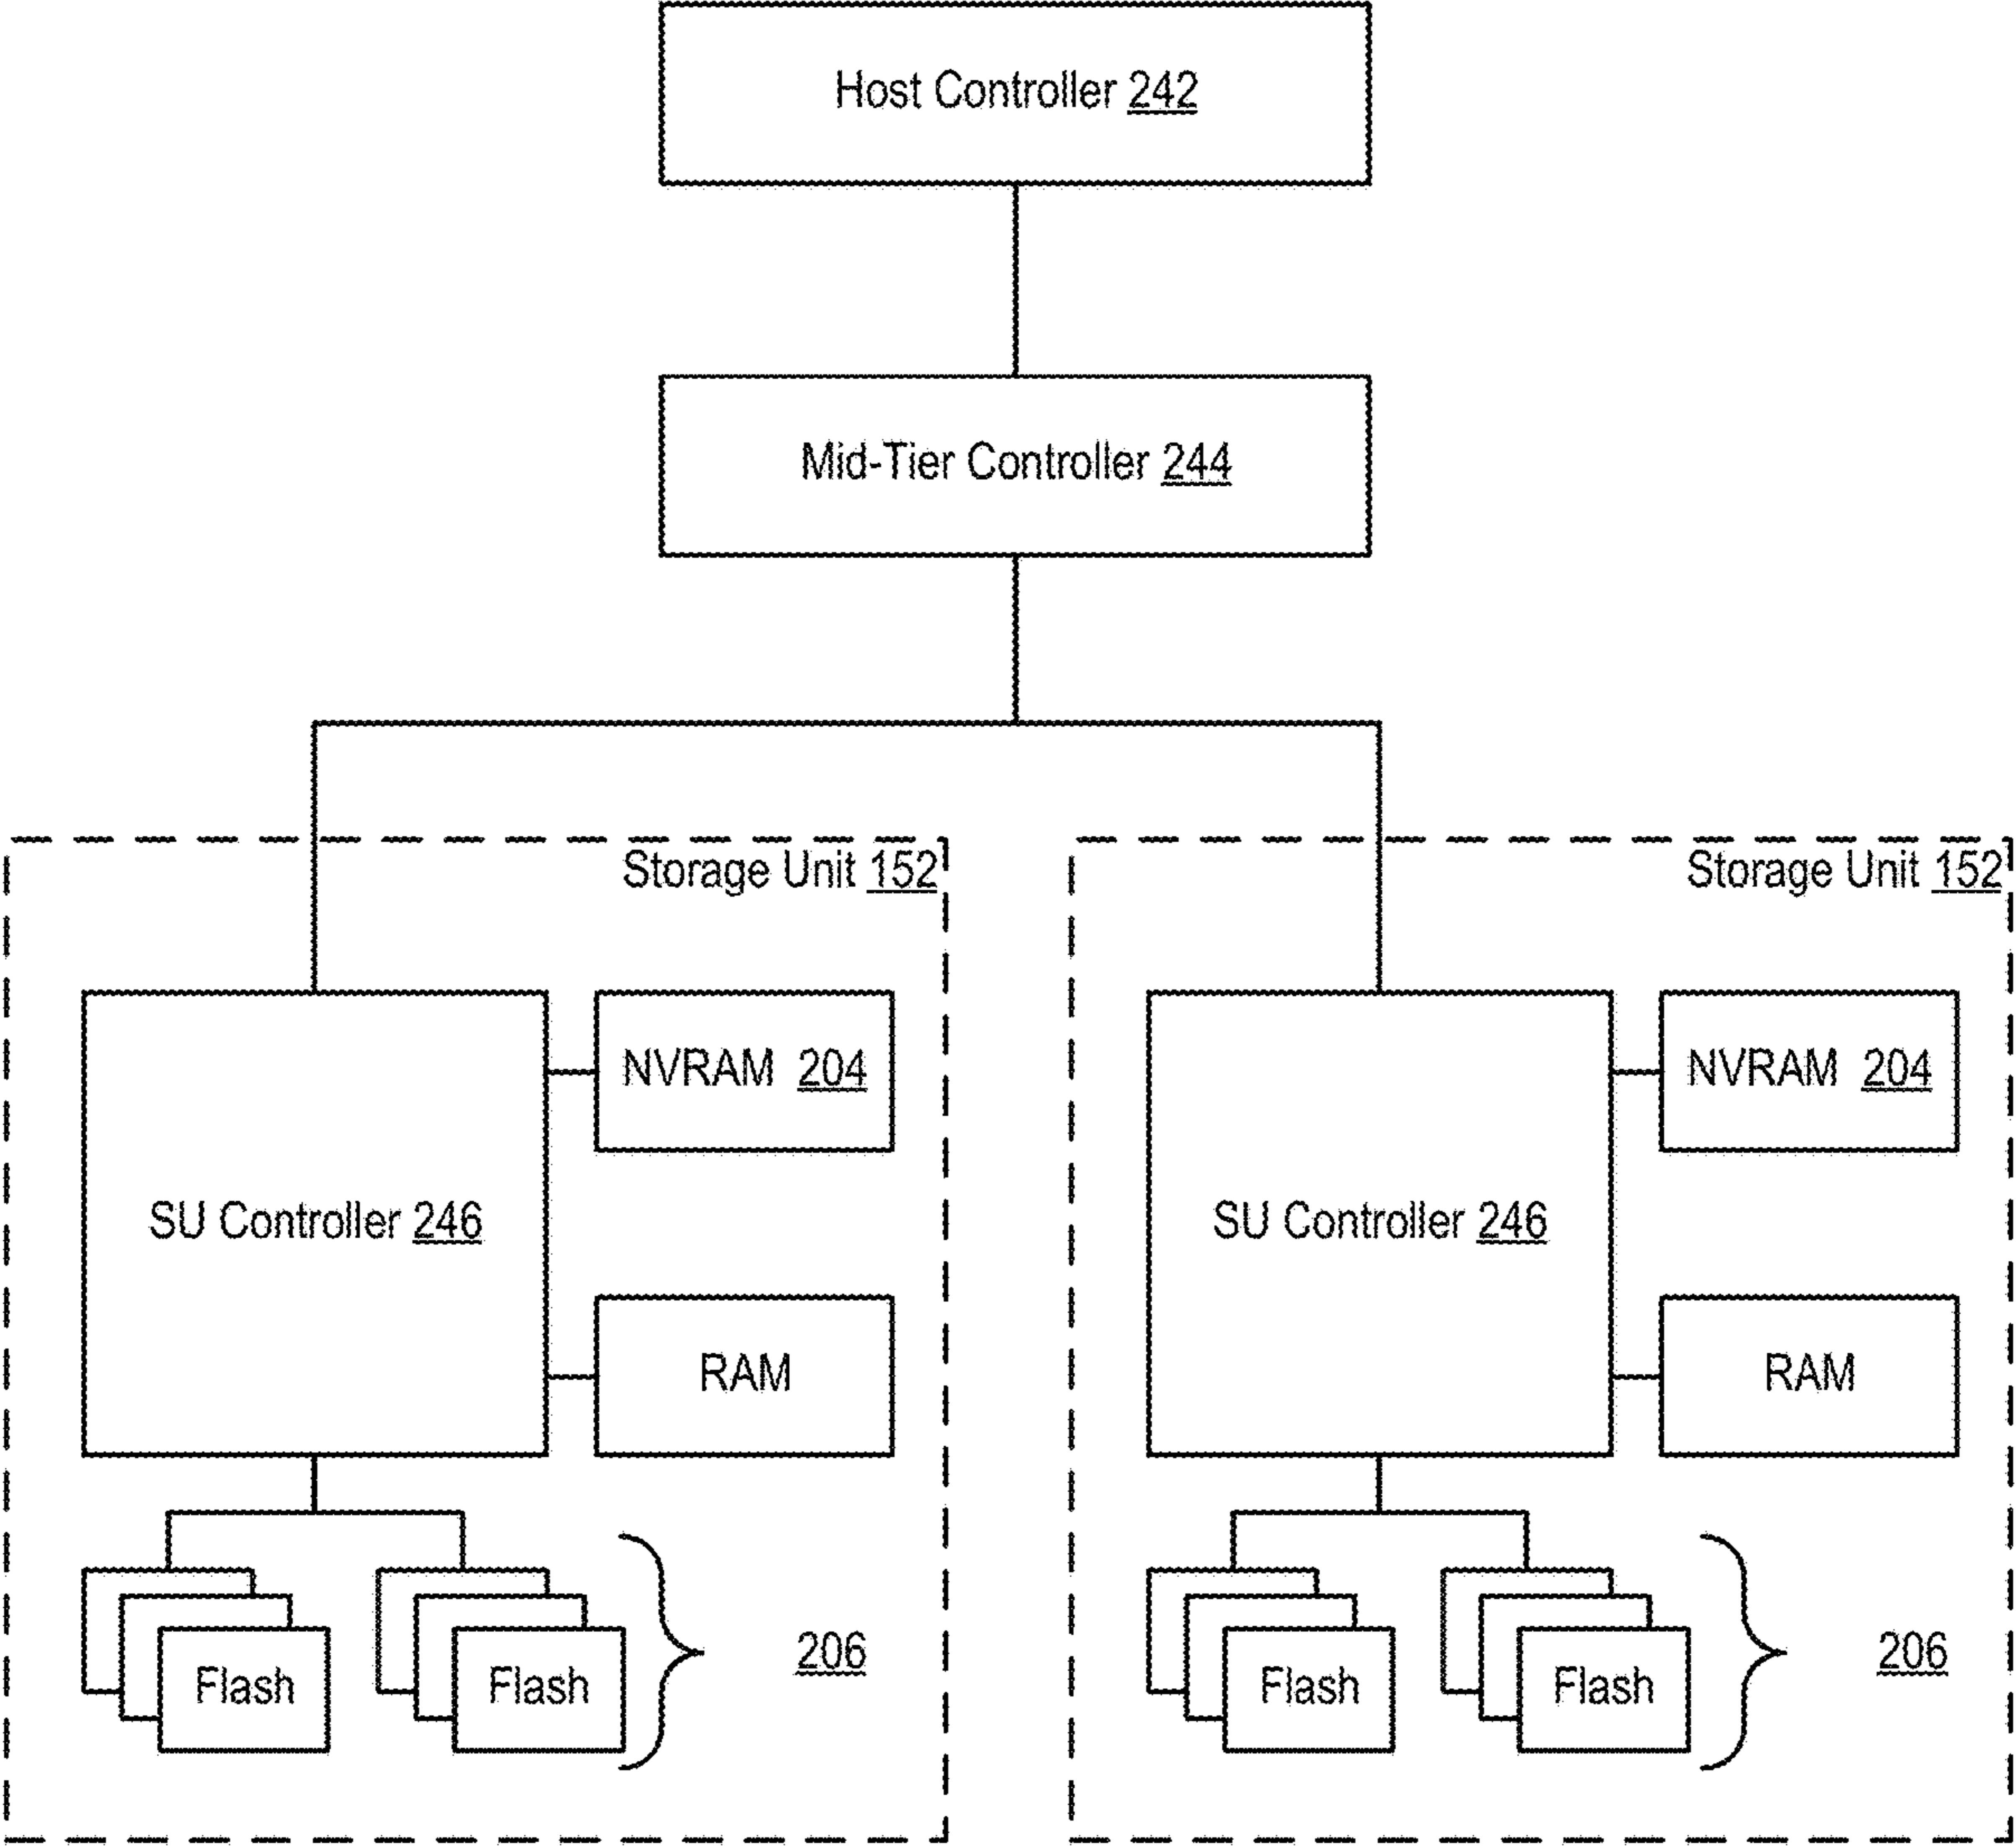 Host Controller 242
Mid-Tier Controller 244
Storage Unit 152
NVRAM 204
SU Controller 246
RAM
Flash
Flash
206
Storage Unit 152
NVRAM 204
SU Controller 246
RAM
Flash
Flash
206